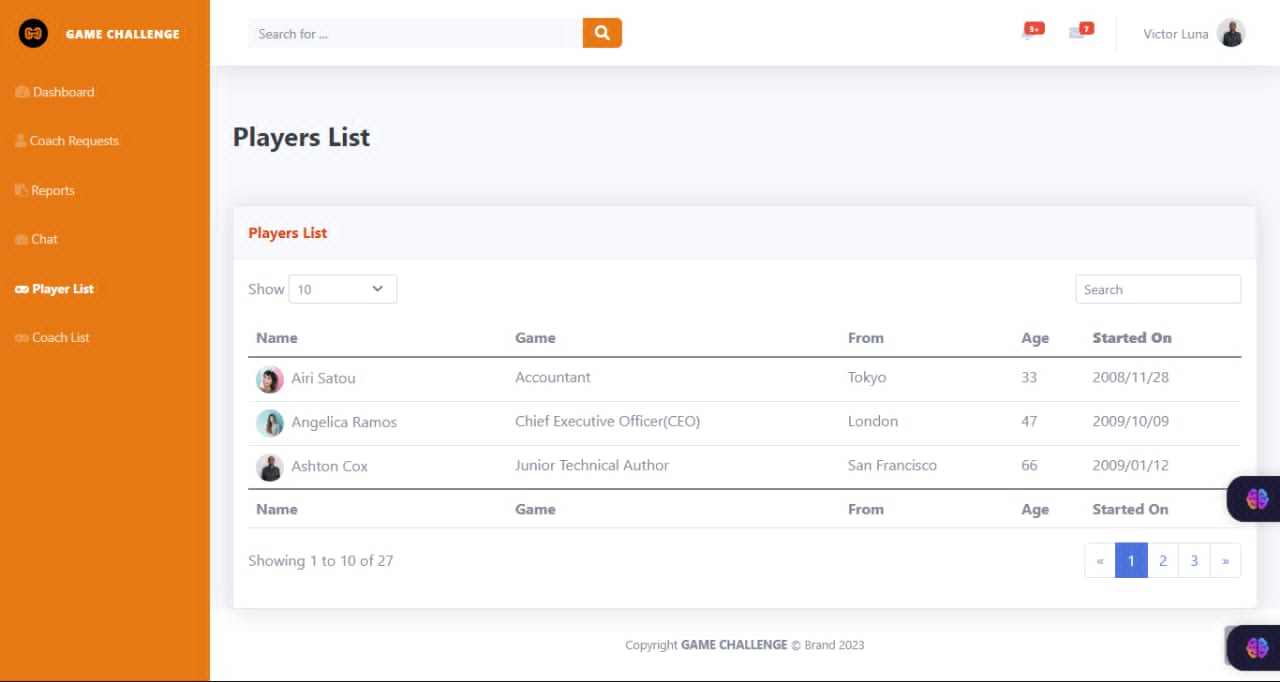 GAME CHALLENGE
Search for ...
3+
7
Victor Luna
Dashboard
Coach Requests
Reports
Chat
Player List
Coach List
Players List
Players List
Show 10
Search
Name Game From Age Started On
Airi Satou Accountant Tokyo 33 2008/11/28
Angelica Ramos Chief Executive Officer(CEO) London 47 2009/10/09
Ashton Cox Junior Technical Author San Francisco 66 2009/01/12
Name Game From Age Started On
Showing 1 to 10 of 27
« 1 2 3 »
Copyright GAME CHALLENGE © Brand 2023